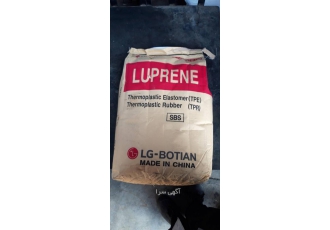 LUPRENE
Thermoplastic Elastomer(TPE)
Thermoplastic Rubber (TPR)
SBS
LG-BOTIAN
MADE IN CHINA
آگهی سرا